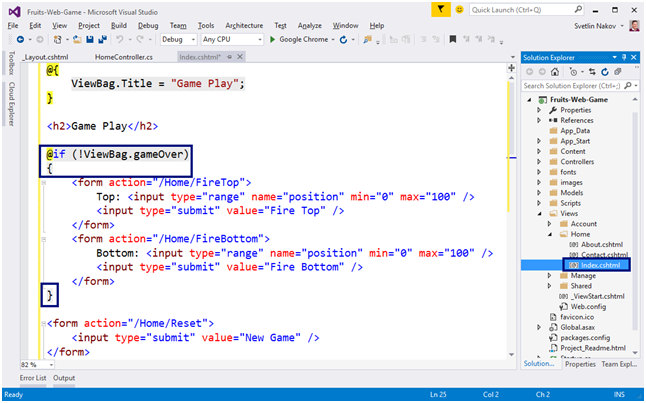 Fruits-Web-Game - Microsoft Visual Studio
Quick Launch (Ctrl+Q)
File Edit View Project Build Debug Team Tools Architecture Test Analyze Window Help
Svetlin Nakov
Debug Any CPU Google Chrome
Toolbox
Cloud Explorer
_Layout.cshtml HomeController.cs Index.cshtml*
@{
ViewBag.Title = "Game Play";
}
<h2>Game Play</h2>
@if (!ViewBag.gameOver)
{
<form action="/Home/FireTop">
Top: <input type="range" name="position" min="0" max="100" />
<input type="submit" value="Fire Top" />
</form>
<form action="/Home/FireBottom">
Bottom: <input type="range" name="position" min="0" max="100" />
<input type="submit" value="Fire Bottom" />
</form>
}
<form action="/Home/Reset">
<input type="submit" value="New Game" />
</form>
82 %
Error List Output
Solution Explorer
Search Solution Explorer (Ctrl+;)
Fruits-Web-Game
Properties
References
App_Data
App_Start
Content
Controllers
fonts
images
Models
Scripts
Views
Account
Home
About.cshtml
Contact.cshtml
Index.cshtml
Manage
Shared
_ViewStart.cshtml
Web.config
favicon.ico
Global.asax
packages.config
Project_Readme.html
Solution... Properties Team Expl...
Ready Ln 25 Col 2 Ch 2 INS